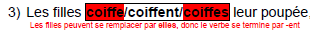 3) Les filles coiffe/coiffent/coiffes leur poupée,
Les filles peuvent se remplacer par elles, donc le verbe se termine par -ent